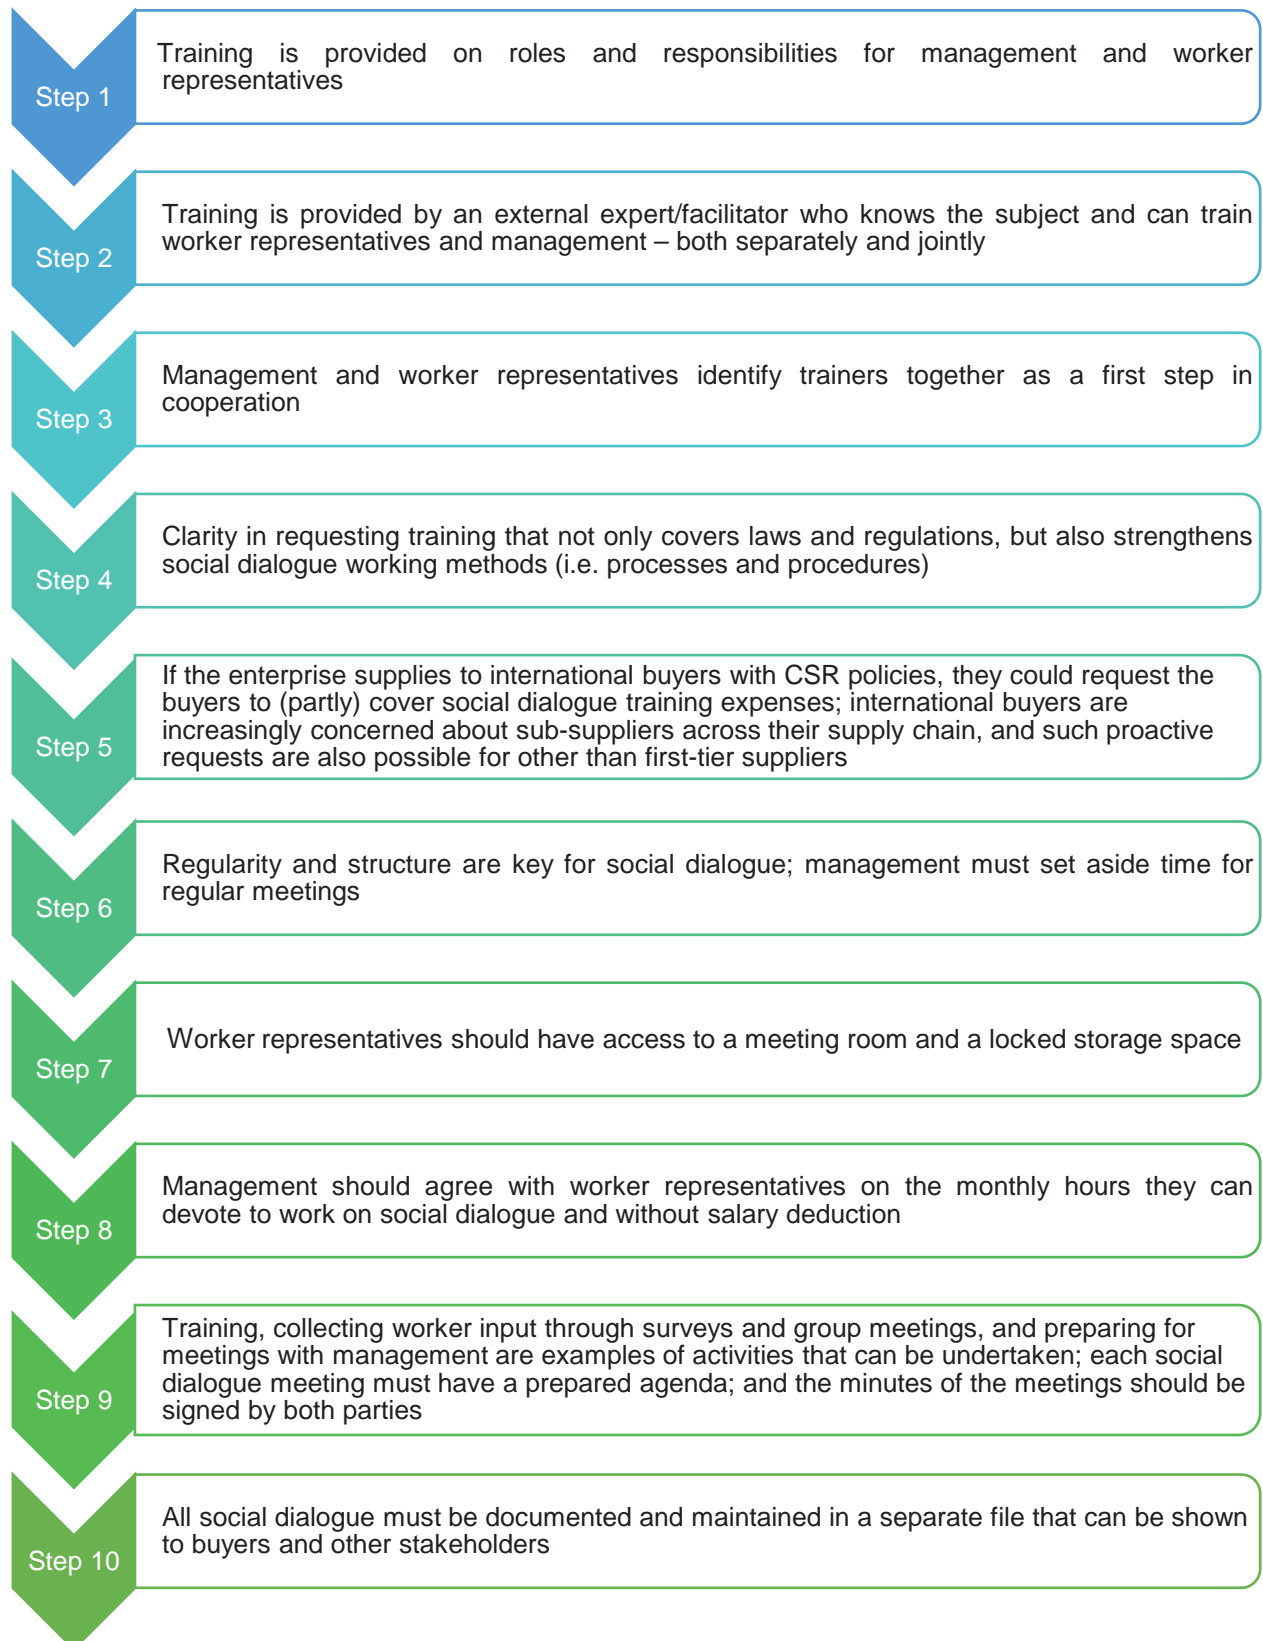 Step 1
Training is provided on roles and responsibilities for management and worker
representatives
Step 2
Training is provided by an external expert/facilitator who knows the subject and can train
worker representatives and management – both separately and jointly
Step 3
Management and worker representatives identify trainers together as a first step in
cooperation
Step 4
Clarity in requesting training that not only covers laws and regulations, but also strengthens
social dialogue working methods (i.e. processes and procedures)
Step 5
If the enterprise supplies to international buyers with CSR policies, they could request the
buyers to (partly) cover social dialogue training expenses; international buyers are
increasingly concerned about sub-suppliers across their supply chain, and such proactive
requests are also possible for other than first-tier suppliers
Step 6
Regularity and structure are key for social dialogue; management must set aside time for
regular meetings
Step 7
Worker representatives should have access to a meeting room and a locked storage space
Step 8
Management should agree with worker representatives on the monthly hours they can
devote to work on social dialogue and without salary deduction
Step 9
Training, collecting worker input through surveys and group meetings, and preparing for
meetings with management are examples of activities that can be undertaken; each social
dialogue meeting must have a prepared agenda; and the minutes of the meetings should be
signed by both parties
Step 10
All social dialogue must be documented and maintained in a separate file that can be shown
to buyers and other stakeholders